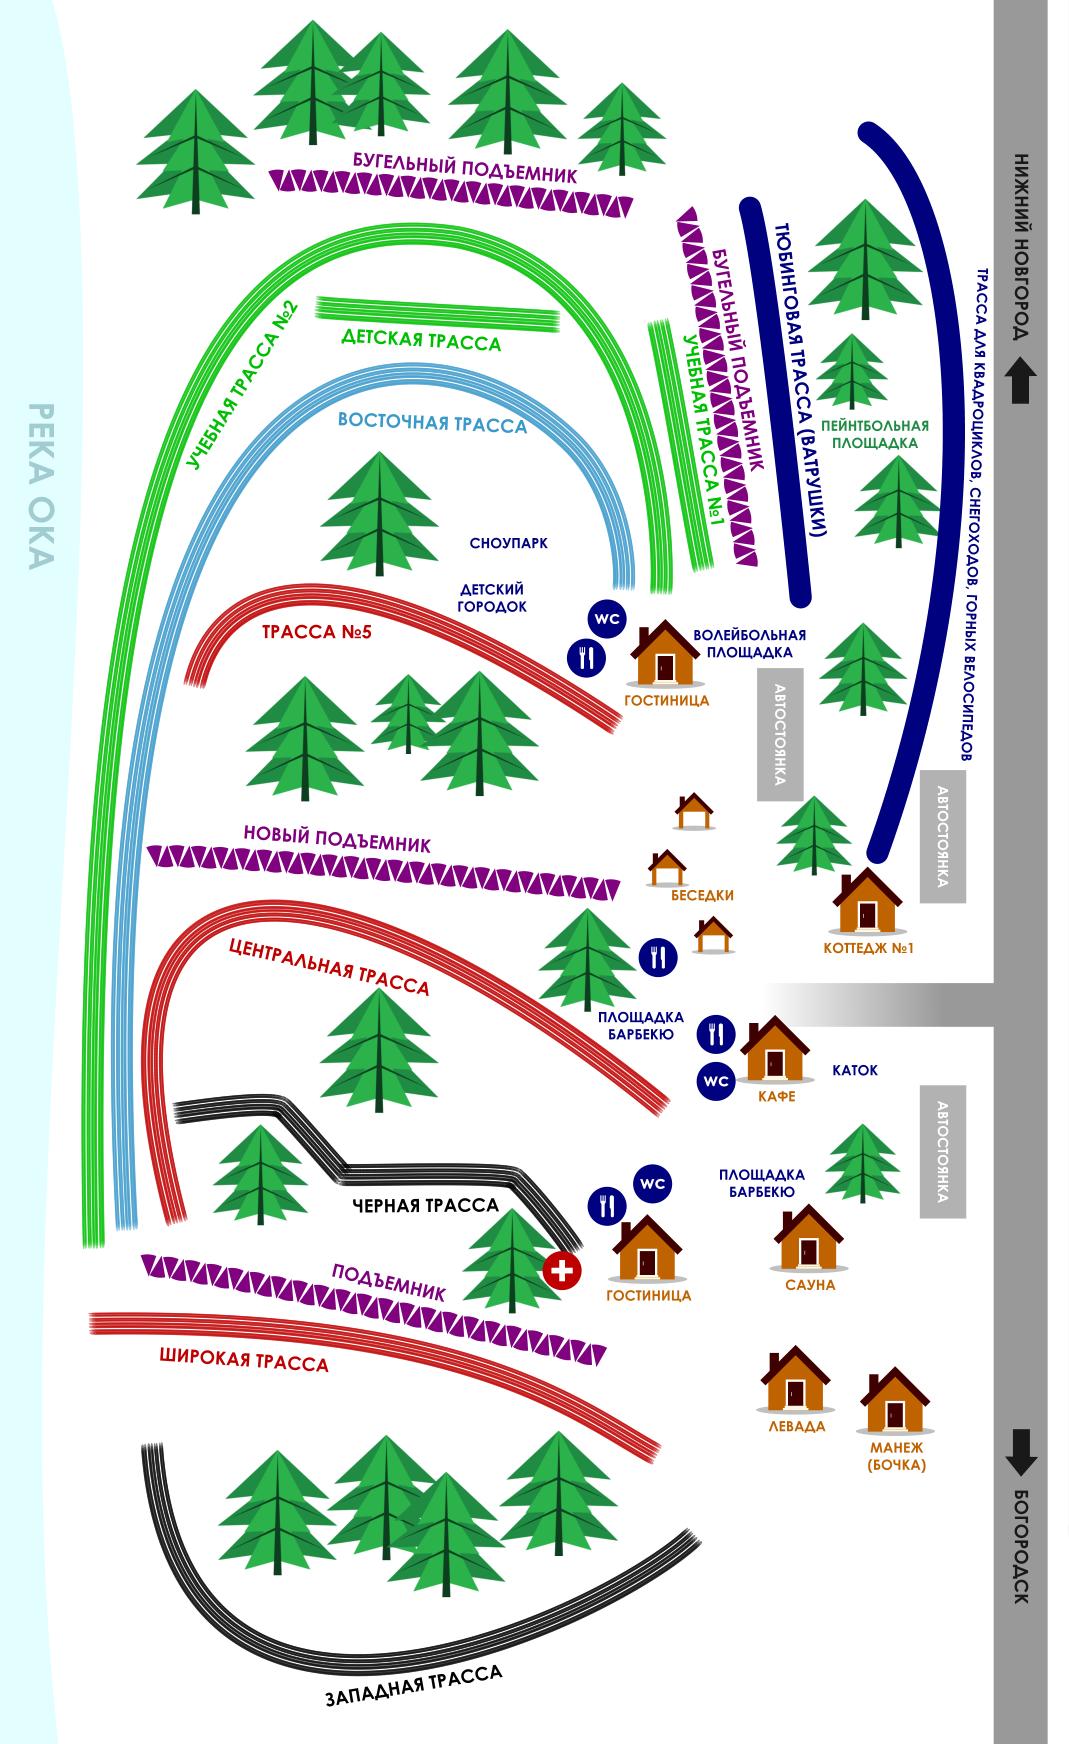 БУГЕЛЬНЫЙ ПОДЪЕМНИК
НИЖНИЙ НОВГОРОД
ТЮБИНГОВАЯ ТРАССА (ВАТРУШКИ)
БУГЕЛЬНЫЙ ПОДЪЕМНИК
ТРАССА ДЛЯ КВАДРОЦИКЛОВ, СНЕГОХОДОВ, ГОРНЫХ ВЕЛОСИПЕДОВ
УЧЕБНАЯ ТРАССА №2
ДЕТСКАЯ ТРАССА
УЧЕБНАЯ ТРАССА №1
РЕКА ОКА
ВОСТОЧНАЯ ТРАССА
ПЕЙНТБОЛЬНАЯ
ПЛОЩАДКА
СНОУПАРК
ДЕТСКИЙ
ГОРОДОК
WC
ТРАССА №5
ВОЛЕЙБОЛЬНАЯ
ПЛОЩАДКА
ГОСТИНИЦА
АВТОСТОЯНКА
АВТОСТОЯНКА
НОВЫЙ ПОДЪЕМНИК
БЕСЕДКИ
КОТТЕДЖ №1
ЦЕНТРАЛЬНАЯ ТРАССА
ПЛОЩАДКА
БАРБЕКЮ
WC
КАФЕ
КАТОК
АВТОСТОЯНКА
ЧЕРНАЯ ТРАССА
WC
ПЛОЩАДКА
БАРБЕКЮ
ГОСТИНИЦА
САУНА
ПОДЪЕМНИК
ШИРОКАЯ ТРАССА
ЛЕВАДА
МАНЕЖ
(БОЧКА)
БОГОРОДСК
ЗАПАДНАЯ ТРАССА